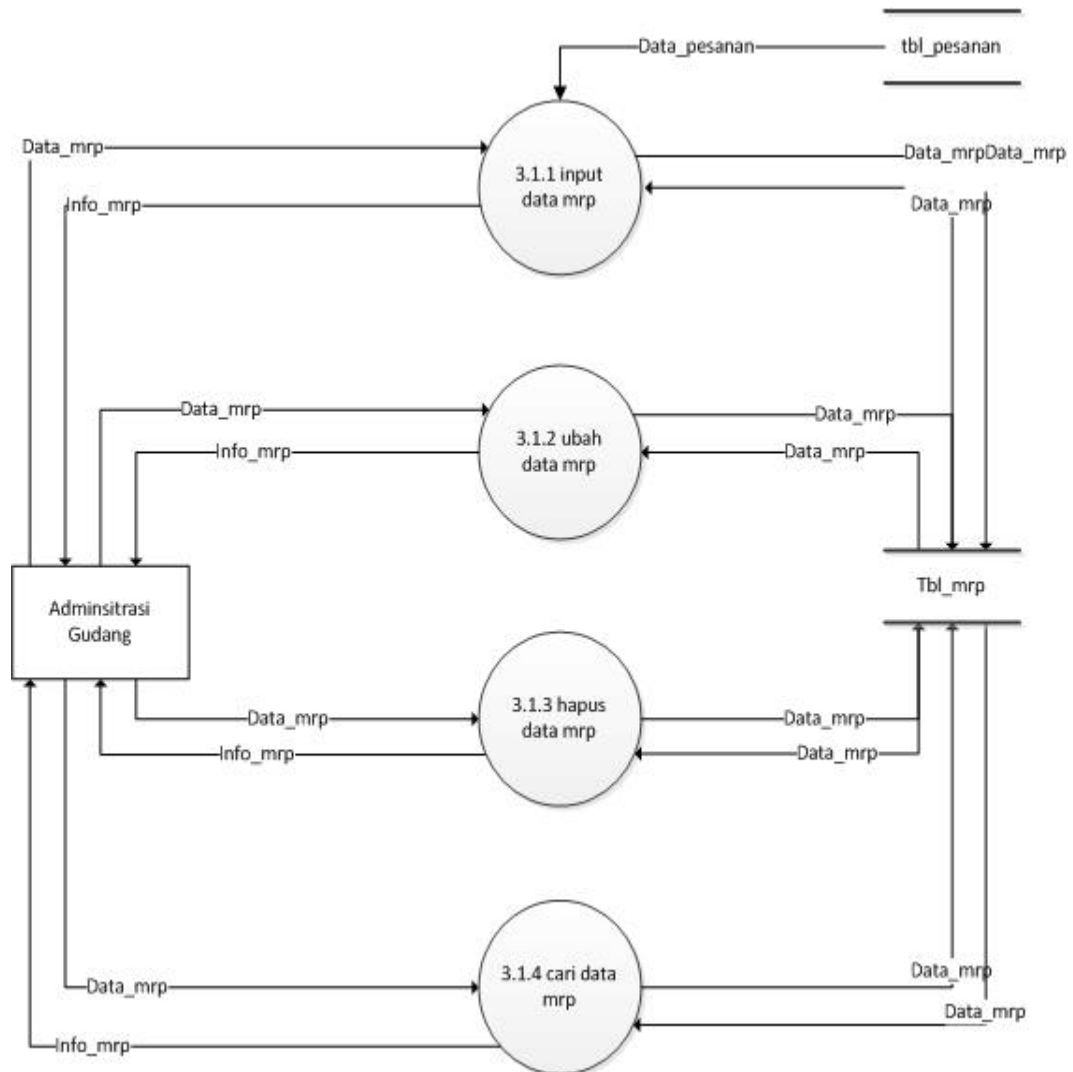 Data_pesanan
tbl_pesanan
Data_mrp
Data_mrpData_mrp
3.1.1 input
data mrp
Info_mrp
Data_mrp
Data_mrp
Data_mrp
3.1.2 ubah
data mrp
Info_mrp
Data_mrp
Tbl_mrp
Adminsitrasi
Gudang
3.1.3 hapus
data mrp
Data_mrp
Data_mrp
Info_mrp
Data_mrp
3.1.4 cari data
mrp
Data_mrp
Data_mrp
Data_mrp
Info_mrp